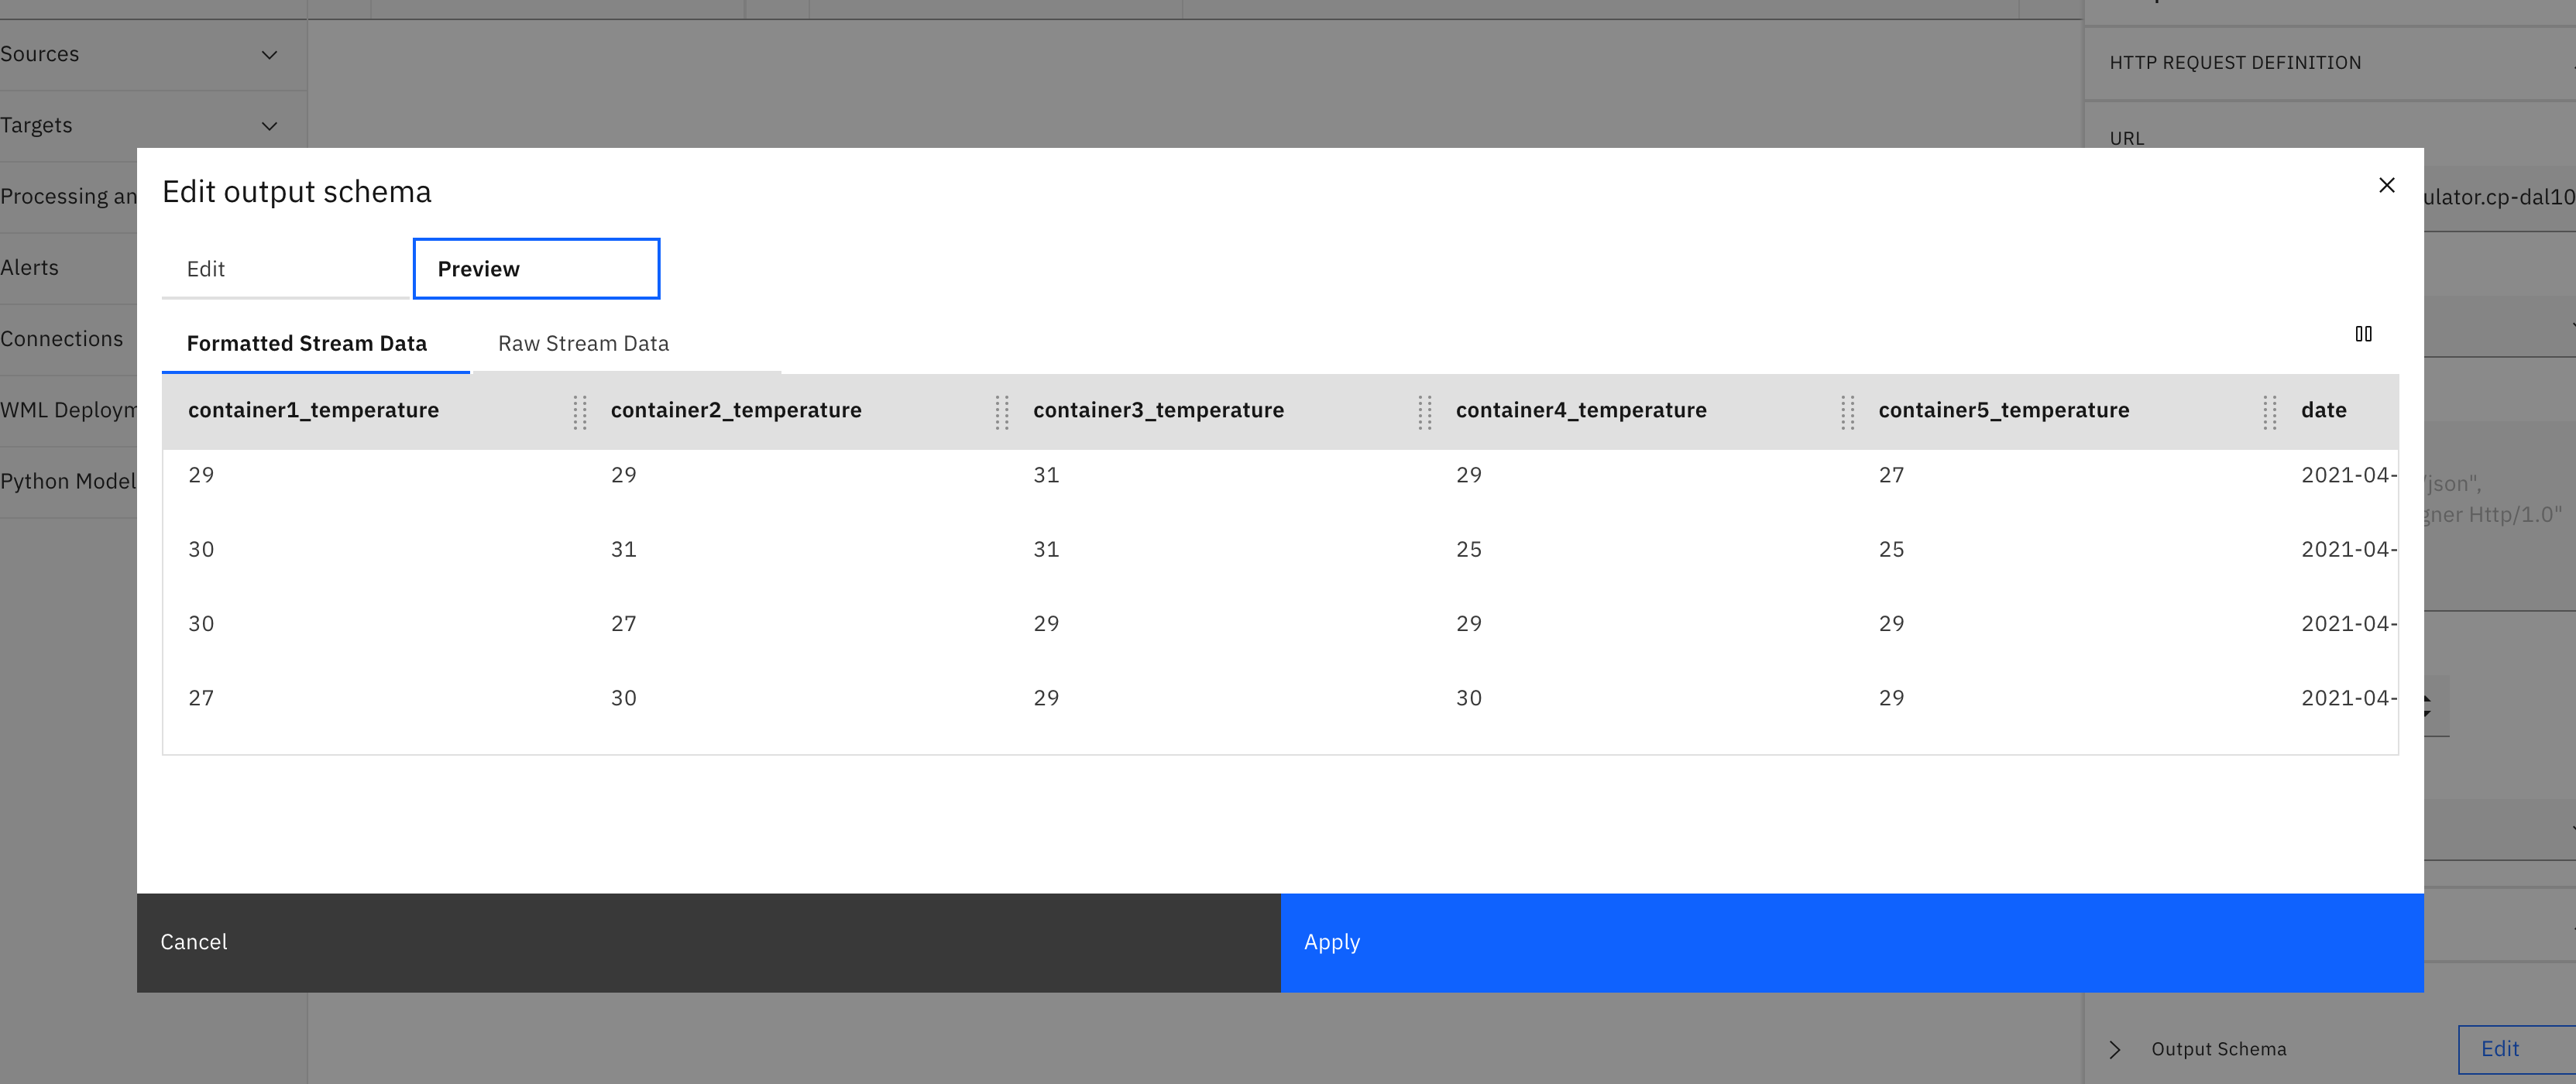 Sources
HTTP REQUEST DEFINITION
Targets
URL
Processing an
ulator.cp-dal10
Edit output schema
Alerts
Edit Preview
Connections
Formatted Stream Data Raw Stream Data
WML Deploym
container1_temperature container2_temperature container3_temperature container4_temperature container5_temperature date
Python Model
29 29 31 29 27 2021-04-
/json",
gner Http/1.0"
30 31 31 25 25 2021-04-
30 27 29 29 29 2021-04-
27 30 29 30 29 2021-04-
Cancel Apply
Output Schema Edit